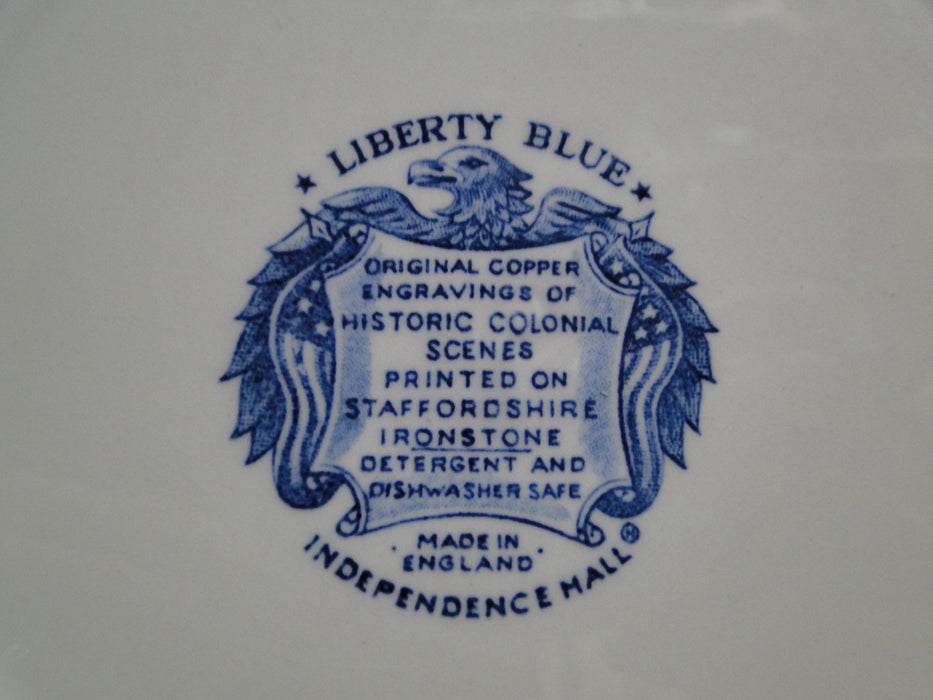 ★ LIBERTY BLUE ★
ORIGINAL COPPER
ENGRAVINGS OF
HISTORIC COLONIAL
SCENES
PRINTED ON
STAFFORDSHIRE
IRONSTONE
DETERGENT AND
DISHWASHER SAFE
· MADE IN ·
ENGLAND
INDEPENDENCE HALL